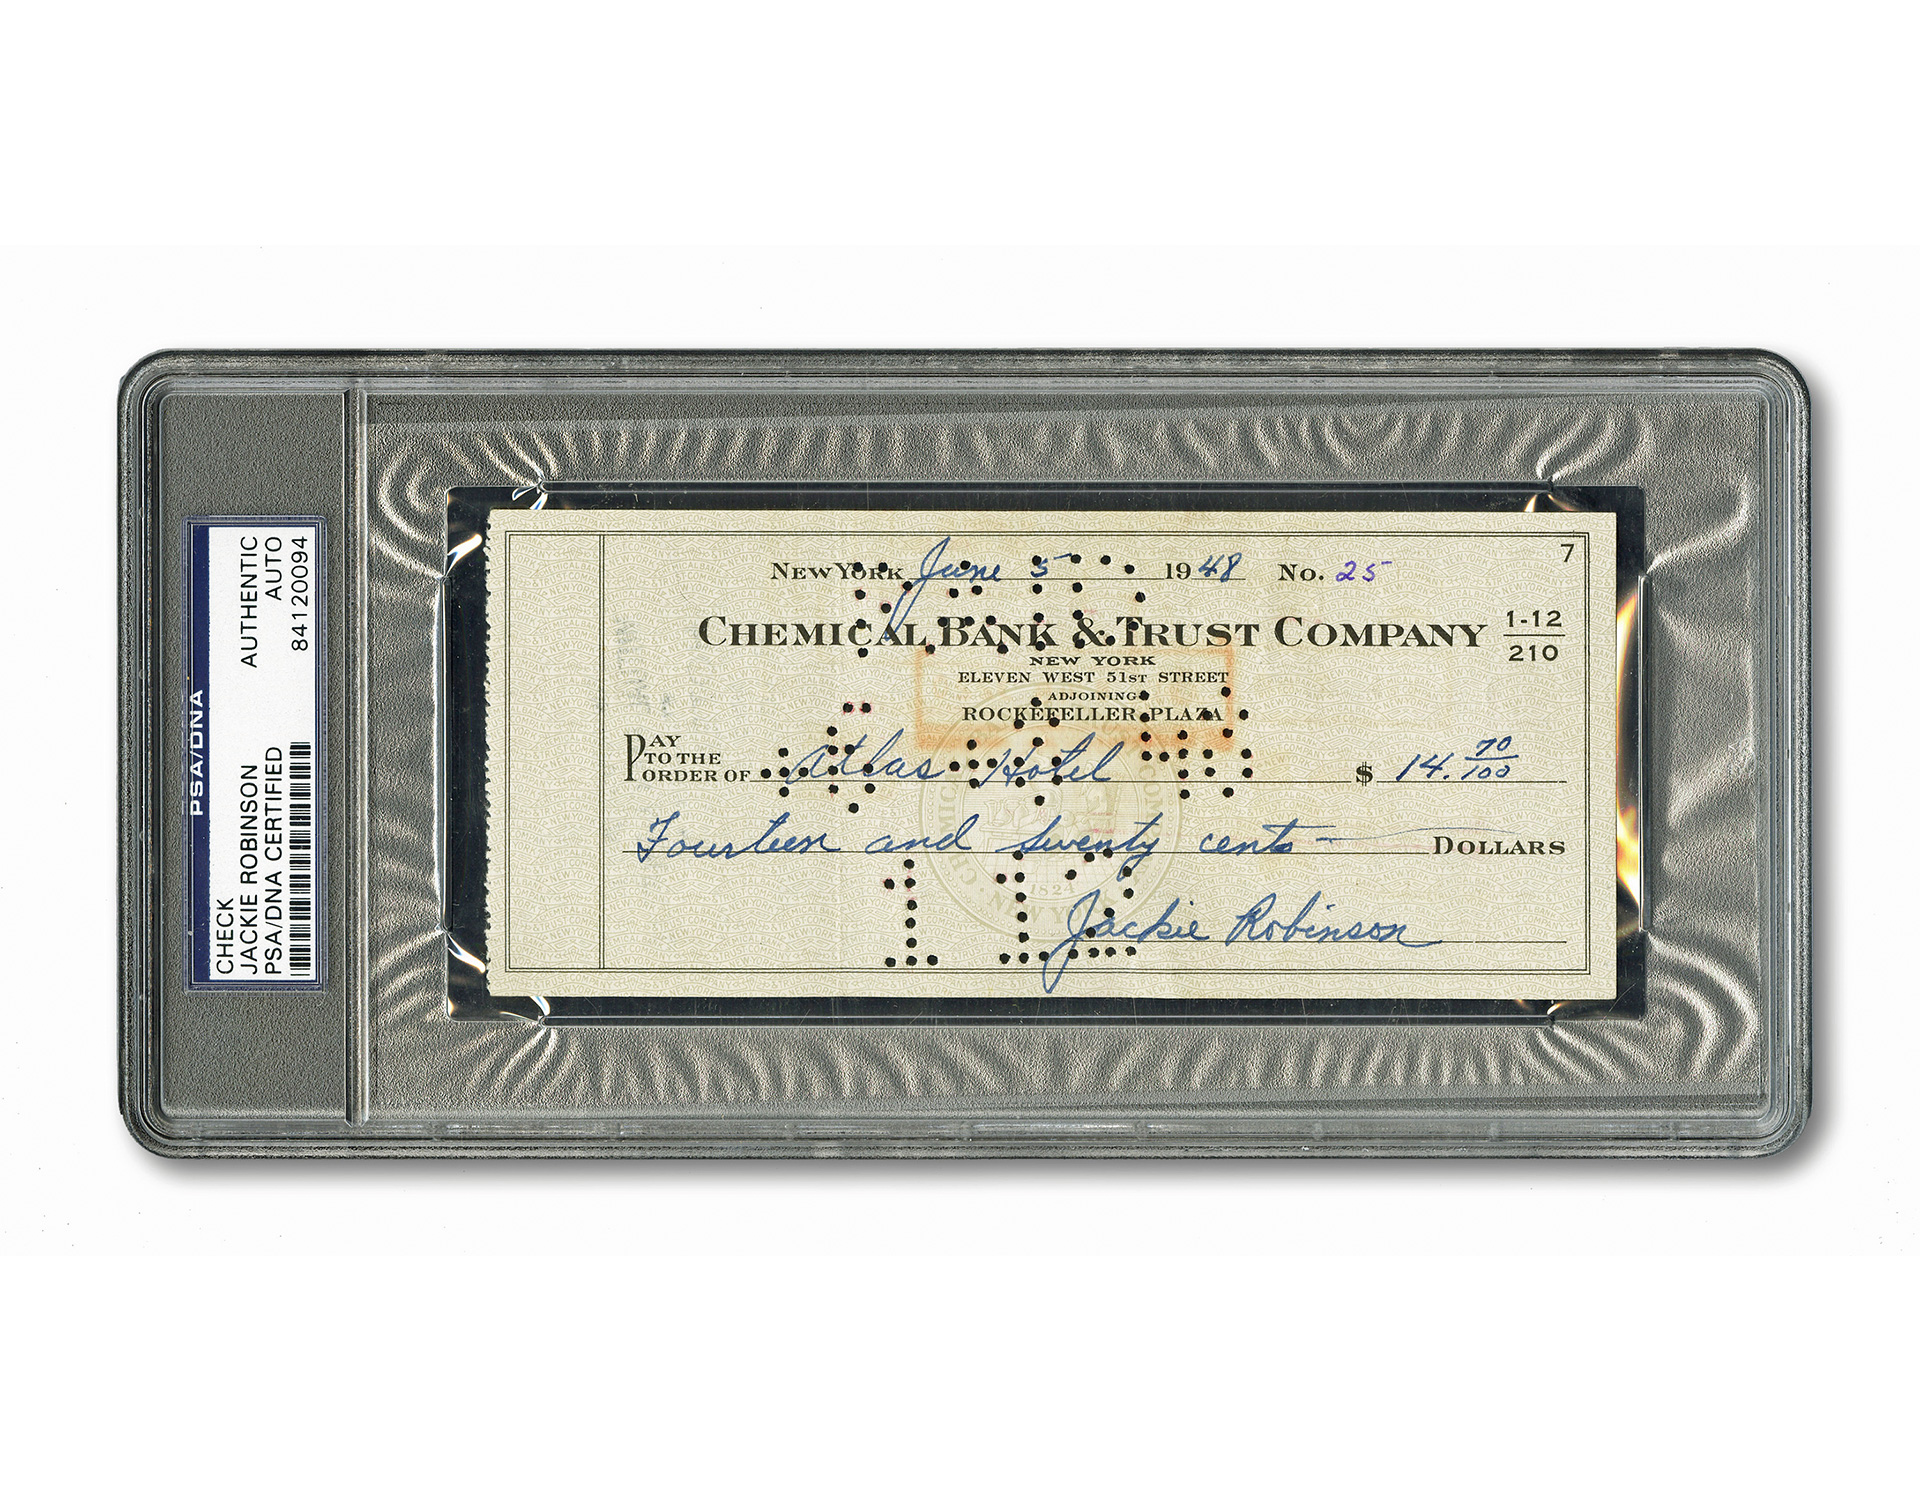 PSA/DNA
CHECK
JACKIE ROBINSON AUTHENTIC
PSA/DNA CERTIFIED AUTO
84120094
7
NEW YORK June 5 1948 No. 25
CHEMICAL BANK & TRUST COMPANY 1-12/210
NEW YORK
ELEVEN WEST 51ST STREET
ADJOINING
ROCKEFELLER PLAZA
PAY TO THE ORDER OF Atlas Hotel $ 14.70/100
Fourteen and seventy cents — DOLLARS
1824
NEW YORK
Jackie Robinson